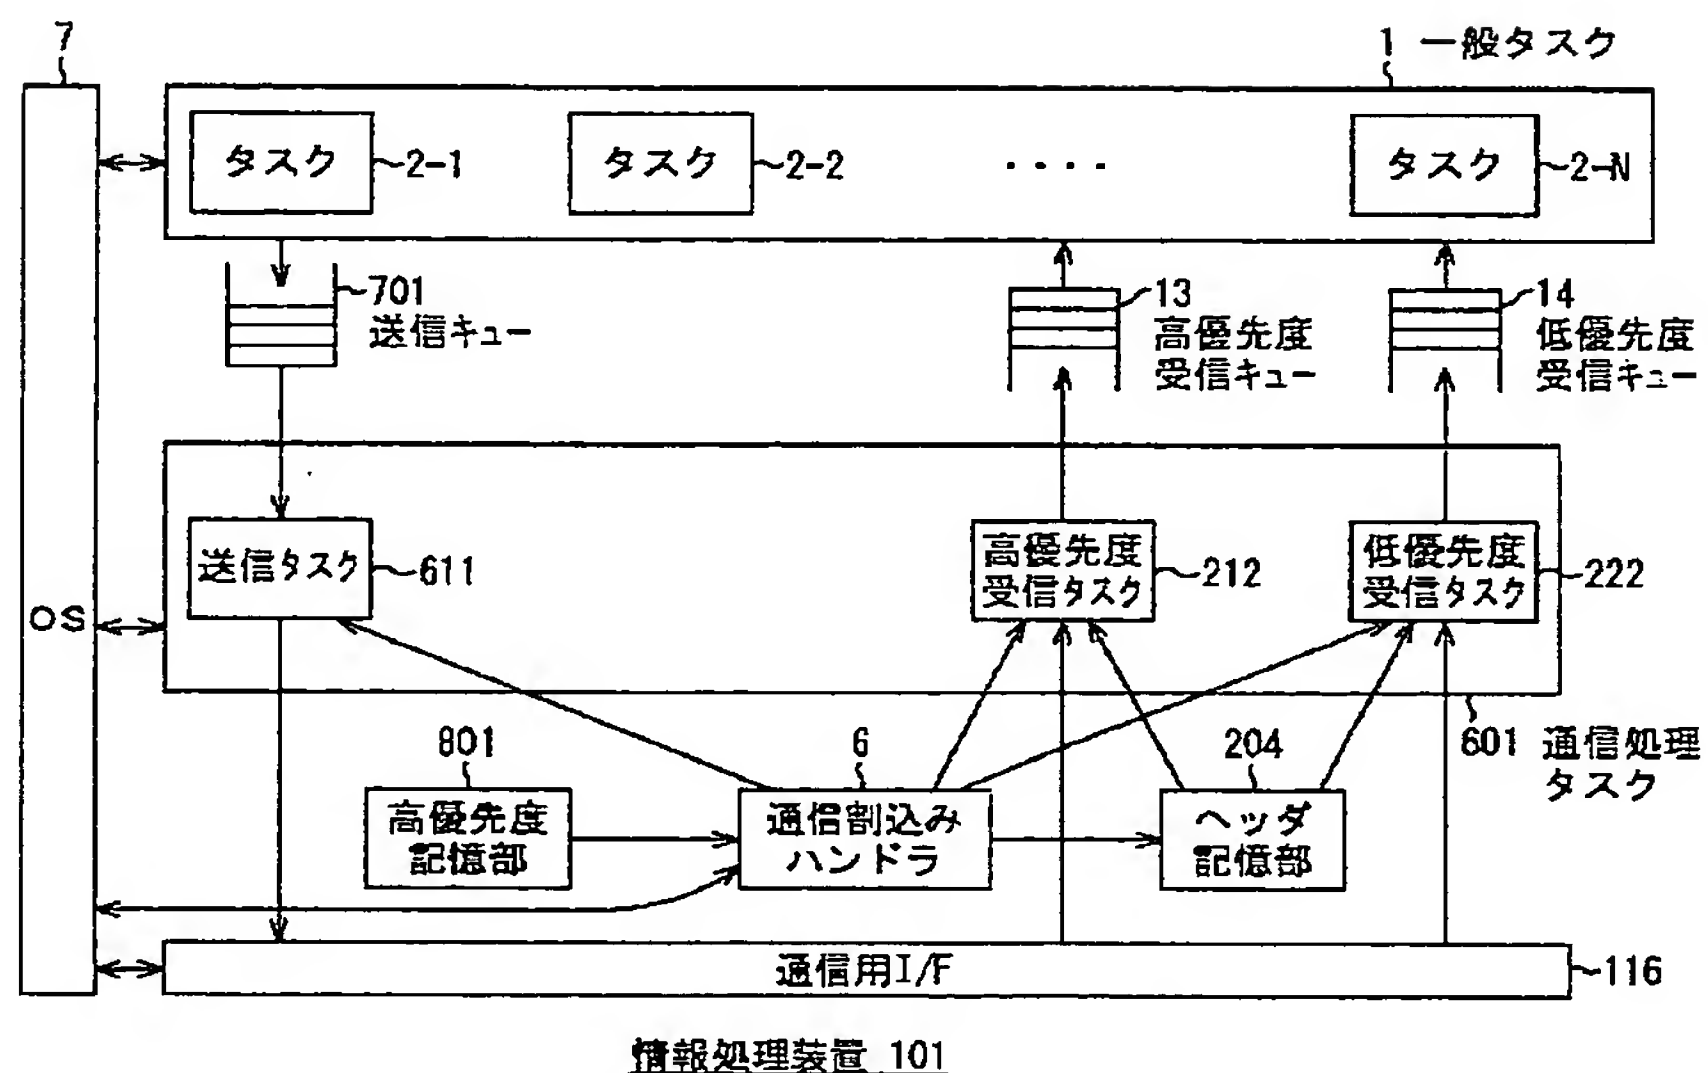 7
1 一般タスク
タスク 2-1
タスク 2-2
・・・・
タスク 2-N
701
送信キュー
13
高優先度
受信キュー
14
低優先度
受信キュー
OS
送信タスク 611
高優先度
受信タスク 212
低優先度
受信タスク 222
601 通信処理
タスク
801
高優先度
記憶部
6
通信割込み
ハンドラ
204
ヘッダ
記憶部
通信用I/F 116
情報処理装置 101